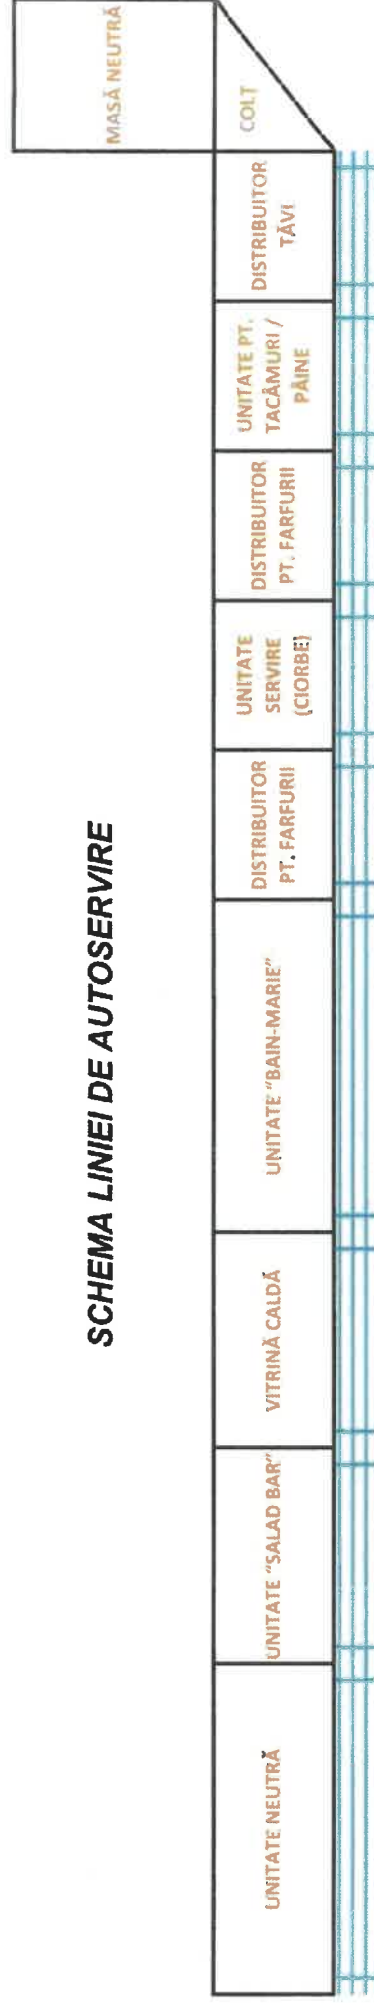 SCHEMA LINIEI DE AUTOSERVIRE
MASĂ NEUTRĂ
UNITATE NEUTRĂ
UNITATE "SALAD BAR"
VITRINĂ CALDĂ
UNITATE "BAIN-MARIE"
DISTRIBUITOR
PT. FARFURII
UNITATE
SERVIRE
(CIORBE)
DISTRIBUITOR
PT. FARFURII
UNITATE PT.
TACÂMURI /
PÂINE
DISTRIBUITOR
TĂVI
COLT